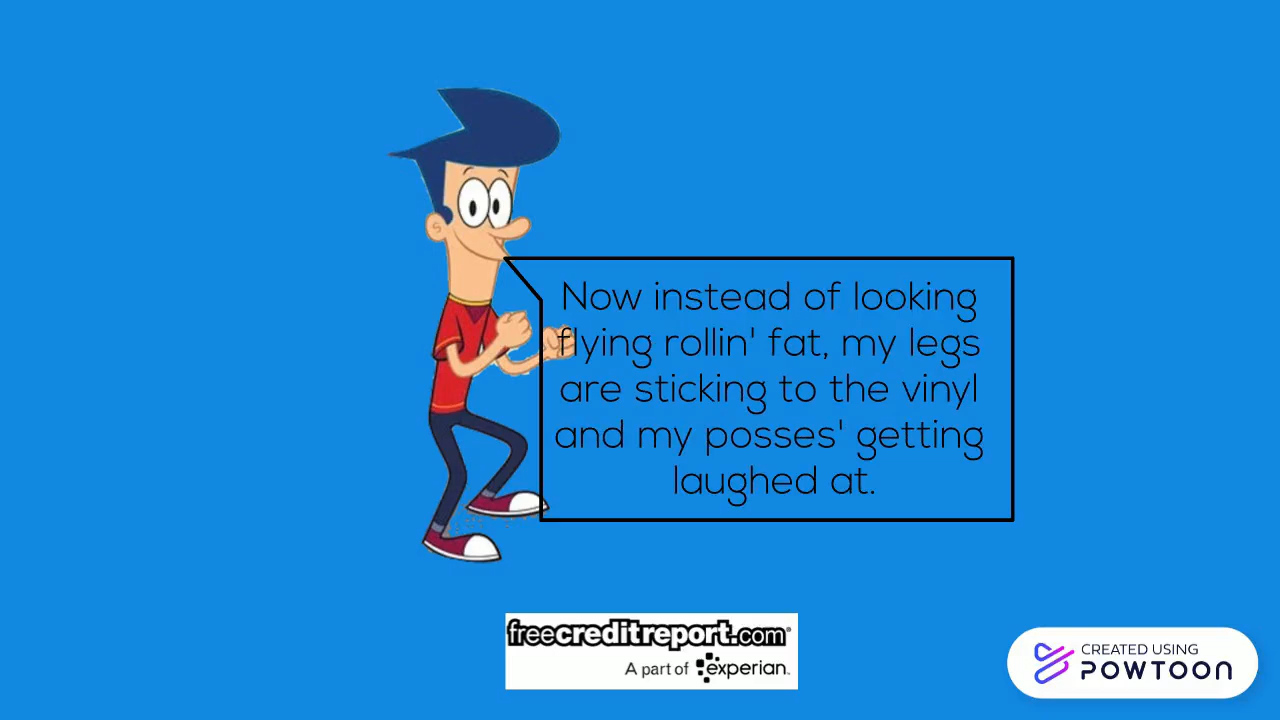 Now instead of looking
flying rollin' fat, my legs
are sticking to the vinyl
and my posses' getting
laughed at.
freecreditreport.com®
A part of experian.
CREATED USING
POWTOON